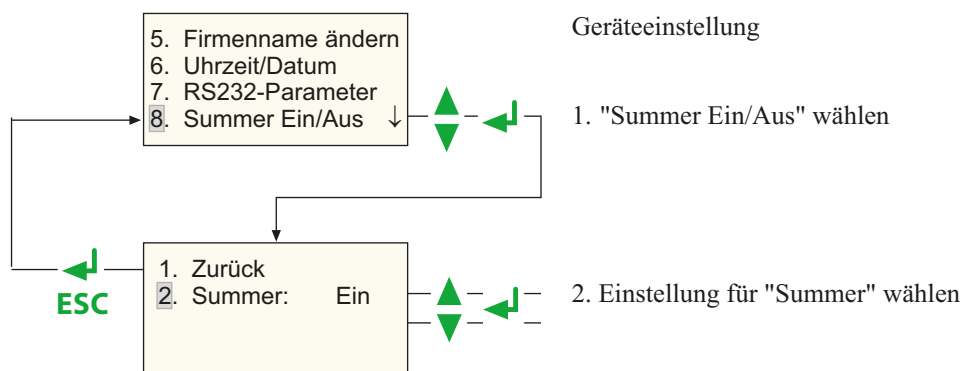 Geräteeinstellung
5. Firmenname ändern
6. Uhrzeit/Datum
7. RS232-Parameter
8. Summer Ein/Aus ↓
1. "Summer Ein/Aus" wählen
1. Zurück
2. Summer: Ein
ESC
2. Einstellung für "Summer" wählen